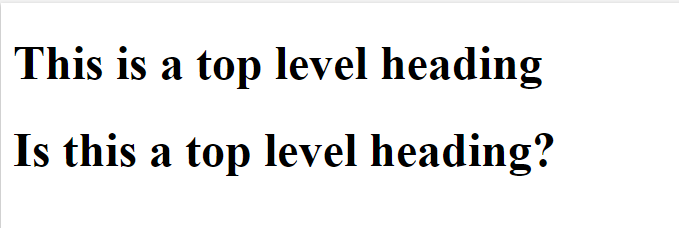 This is a top level heading
Is this a top level heading?